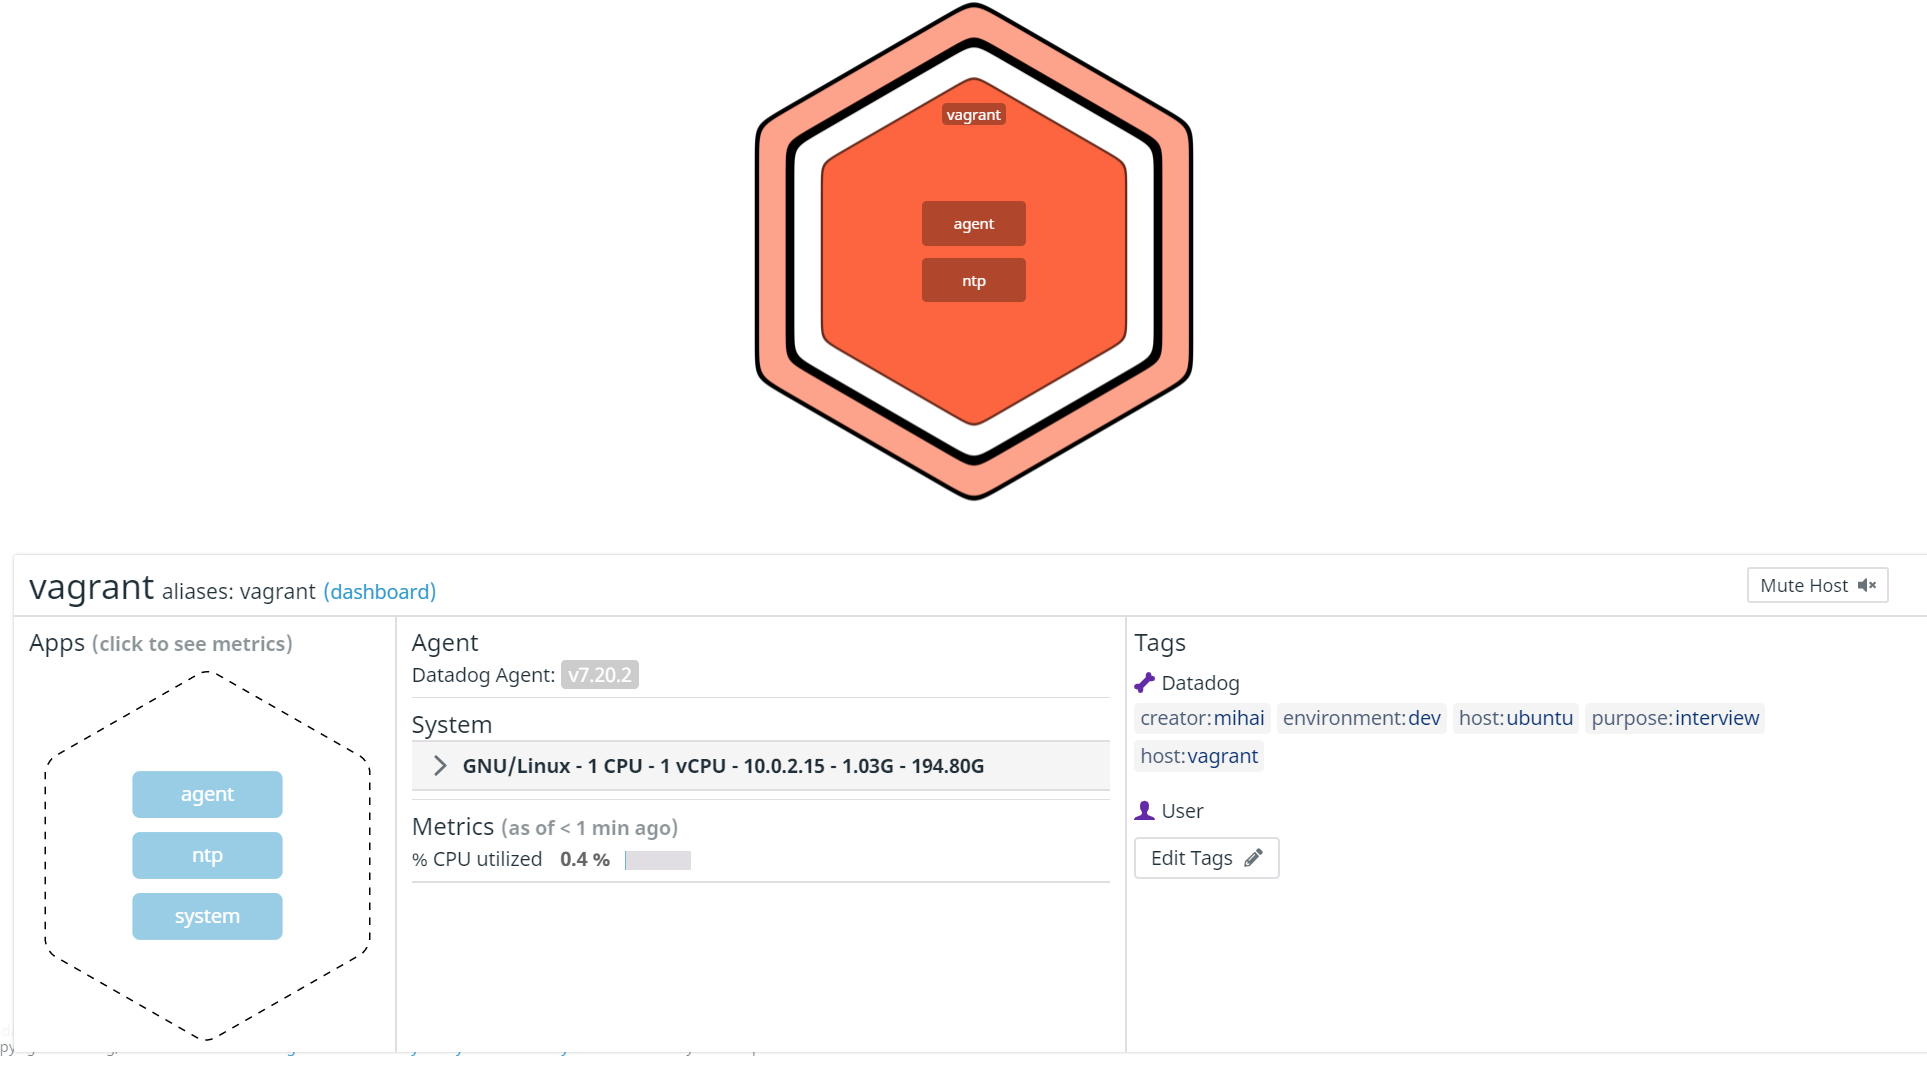 vagrant
agent
ntp
vagrant aliases: vagrant (dashboard)
Mute Host
Apps (click to see metrics)
agent
ntp
system
Agent
Datadog Agent: v7.20.2
System
GNU/Linux - 1 CPU - 1 vCPU - 10.0.2.15 - 1.03G - 194.80G
Metrics (as of < 1 min ago)
% CPU utilized 0.4 %
Tags
Datadog
creator:mihai environment:dev host:ubuntu purpose:interview
host:vagrant
User
Edit Tags